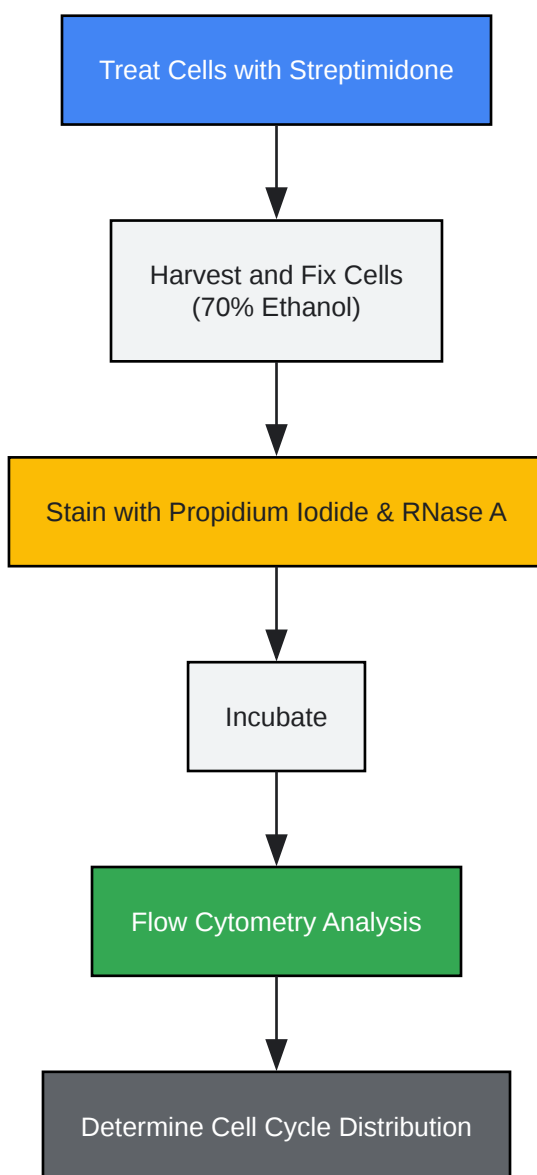 Treat Cells with Streptimidone
Harvest and Fix Cells
(70% Ethanol)
Stain with Propidium Iodide & RNase A
Incubate
Flow Cytometry Analysis
Determine Cell Cycle Distribution